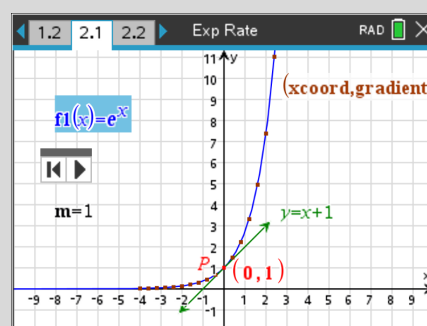 1.2 2.1 2.2 Exp Rate RAD
11 y
10
(xcoord,gradient
9
f1(x)=e^x
8
7
6
5
m=1
4
y=x+1
3
2
P
1
(0,1)
x
-9 -8 -7 -6 -5 -4 -3 -2 -1 1 2 3 4 5 6 7 8 9
-1